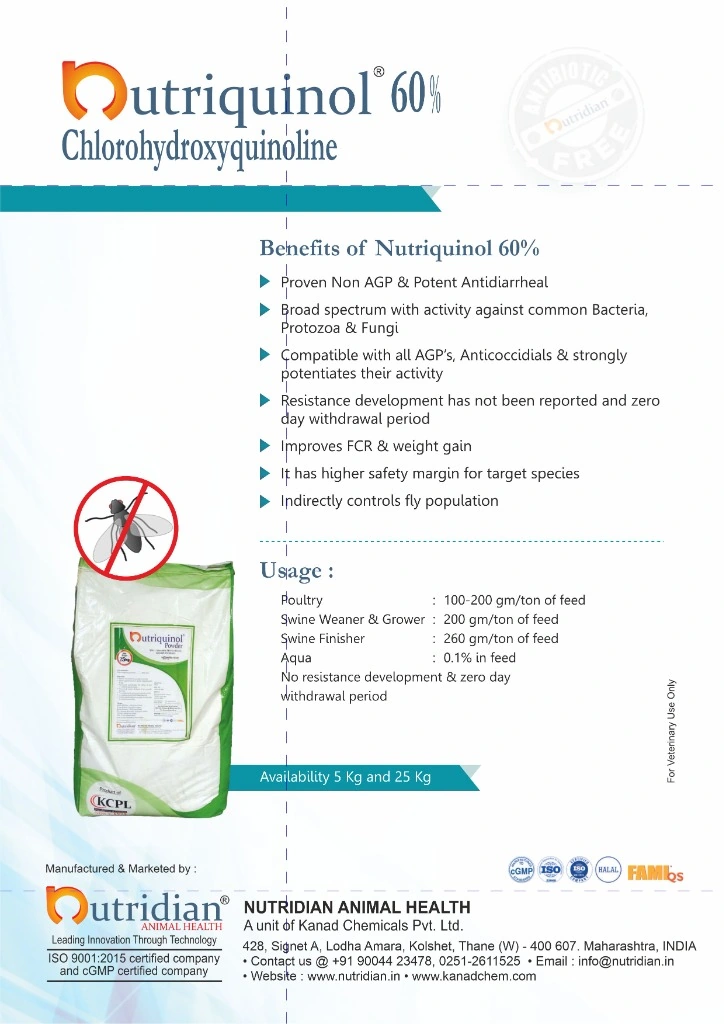 Nutriquinol® 60%
Chlorohydroxyquinoline
ANTIBIOTIC
Nutridian
FREE
Benefits of Nutriquinol 60%
Proven Non AGP & Potent Antidiarrheal
Broad spectrum with activity against common Bacteria,
Protozoa & Fungi
Compatible with all AGP's, Anticoccidials & strongly
potentiates their activity
Resistance development has not been reported and zero
day withdrawal period
Improves FCR & weight gain
It has higher safety margin for target species
Indirectly controls fly population
Usage :
Poultry : 100-200 gm/ton of feed
Swine Weaner & Grower : 200 gm/ton of feed
Swine Finisher : 260 gm/ton of feed
Aqua : 0.1% in feed
No resistance development & zero day
withdrawal period
For Veterinary Use Only
Nutriquinol®
Powder
Product of
KCPL
Availability 5 Kg and 25 Kg
Manufactured & Marketed by :
cGMP
ISO
ISO
HALAL
FAMI QS
Nutridian®
ANIMAL HEALTH
Leading Innovation Through Technology
ISO 9001:2015 certified company
and cGMP certified company
NUTRIDIAN ANIMAL HEALTH
A unit of Kanad Chemicals Pvt. Ltd.
428, Signet A, Lodha Amara, Kolshet, Thane (W) - 400 607. Maharashtra, INDIA
• Contact us @ +91 90044 23478, 0251-2611525 • Email : info@nutridian.in
• Website : www.nutridian.in • www.kanadchem.com